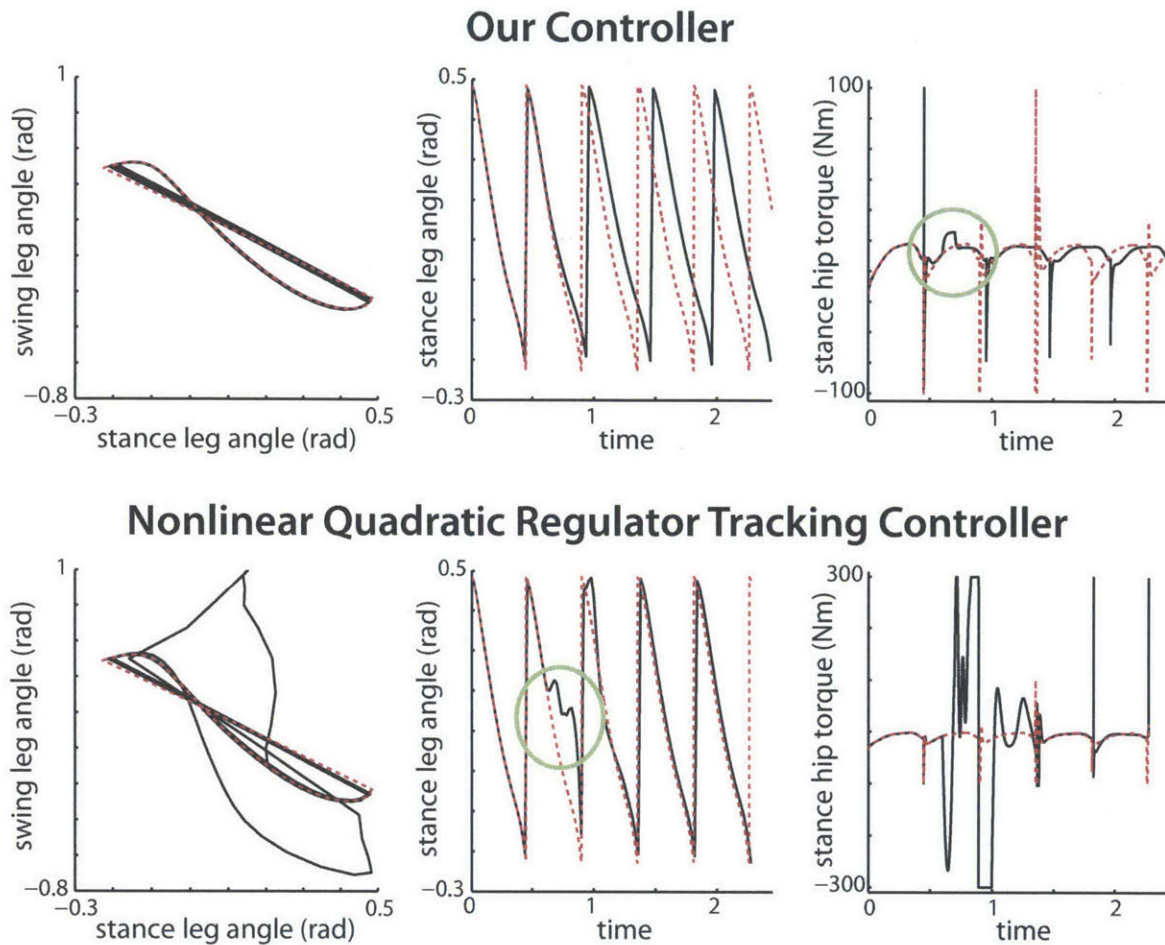 Our Controller
1
swing leg angle (rad)
−0.8
−0.3
0.5
stance leg angle (rad)
0.5
stance leg angle (rad)
−0.3
0
1
2
time
100
stance hip torque (Nm)
−100
0
1
2
time
Nonlinear Quadratic Regulator Tracking Controller
1
swing leg angle (rad)
−0.8
−0.3
0.5
stance leg angle (rad)
0.5
stance leg angle (rad)
−0.3
0
1
2
time
300
stance hip torque (Nm)
−300
0
1
2
time